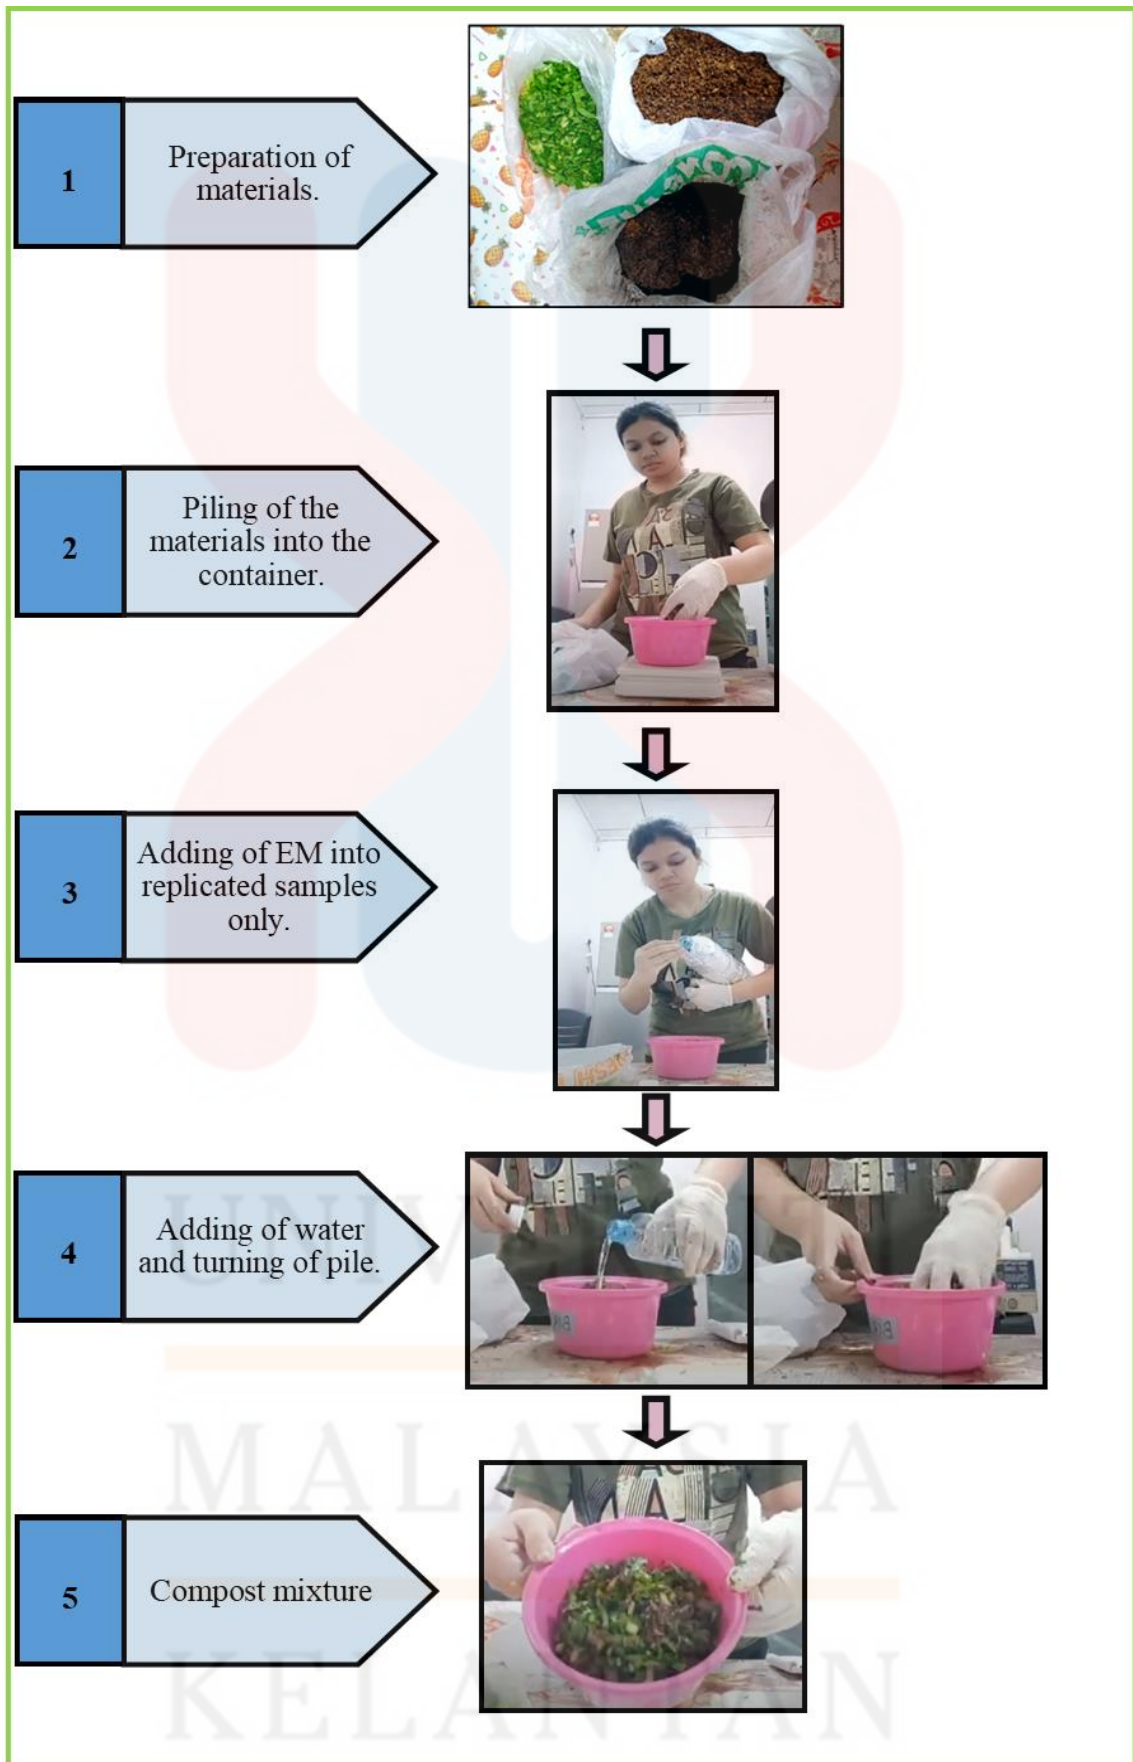 1
Preparation of
materials.
2
Piling of the
materials into the
container.
3
Adding of EM into
replicated samples
only.
4
Adding of water
and turning of pile.
5
Compost mixture
UNIVERSITI
MALAYSIA
KELANTAN